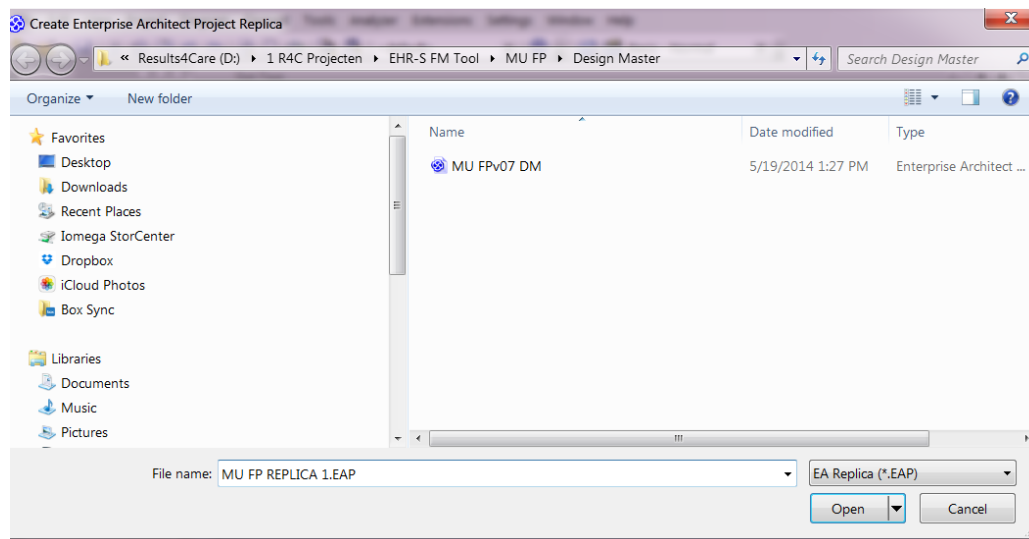 Create Enterprise Architect Project Replica
« Results4Care (D:) 1 R4C Projecten EHR-S FM Tool MU FP Design Master Search Design Master
Organize New folder
Favorites
Desktop
Downloads
Recent Places
Iomega StorCenter
Dropbox
iCloud Photos
Box Sync
Libraries
Documents
Music
Pictures
Name Date modified Type
MU FPv07 DM 5/19/2014 1:27 PM Enterprise Architect ...
File name: MU FP REPLICA 1.EAP EA Replica (*.EAP)
Open Cancel